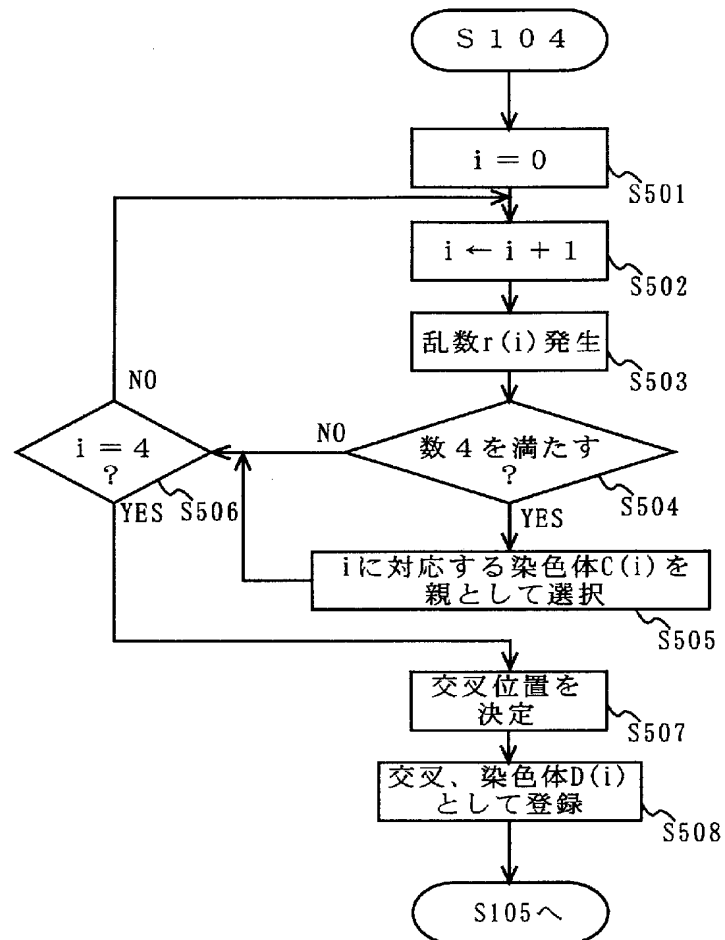 S104
i = 0
S501
i ← i + 1
S502
乱数r(i)発生
S503
NO
i = 4
?
YES
S506
NO
数4を満たす
?
S504
YES
iに対応する染色体C(i)を
親として選択
S505
交叉位置を
決定
S507
交叉、染色体D(i)
として登録
S508
S105へ